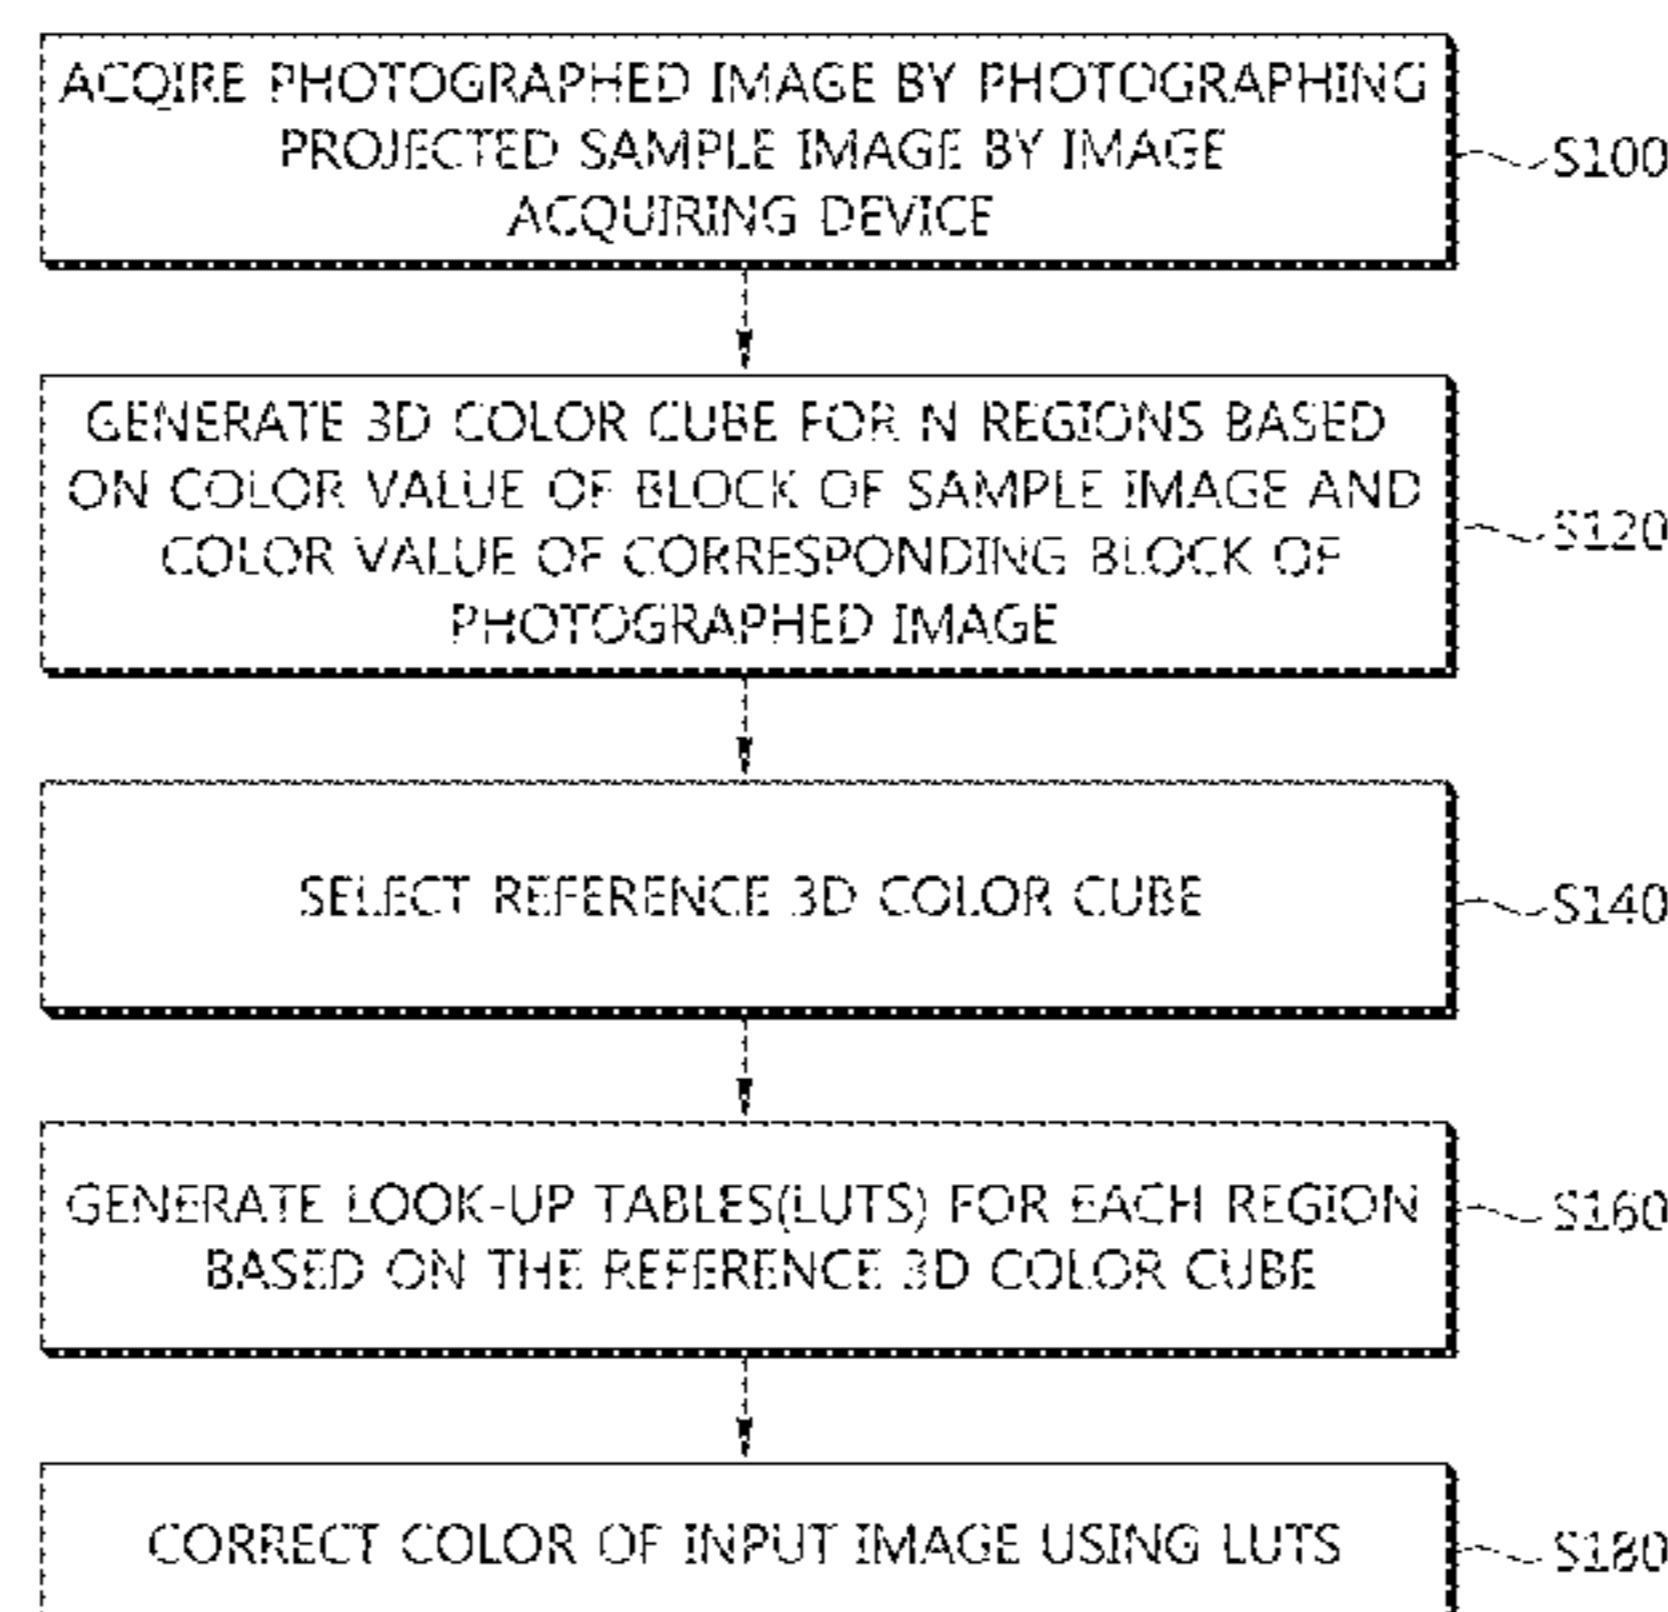 ACQIRE PHOTOGRAPHED IMAGE BY PHOTOGRAPHING
PROJECTED SAMPLE IMAGE BY IMAGE
ACQUIRING DEVICE
S100
GENERATE 3D COLOR CUBE FOR N REGIONS BASED
ON COLOR VALUE OF BLOCK OF SAMPLE IMAGE AND
COLOR VALUE OF CORRESPONDING BLOCK OF
PHOTOGRAPHED IMAGE
S120
SELECT REFERENCE 3D COLOR CUBE
S140
GENERATE LOOK-UP TABLES(LUTS) FOR EACH REGION
BASED ON THE REFERENCE 3D COLOR CUBE
S160
CORRECT COLOR OF INPUT IMAGE USING LUTS
S180